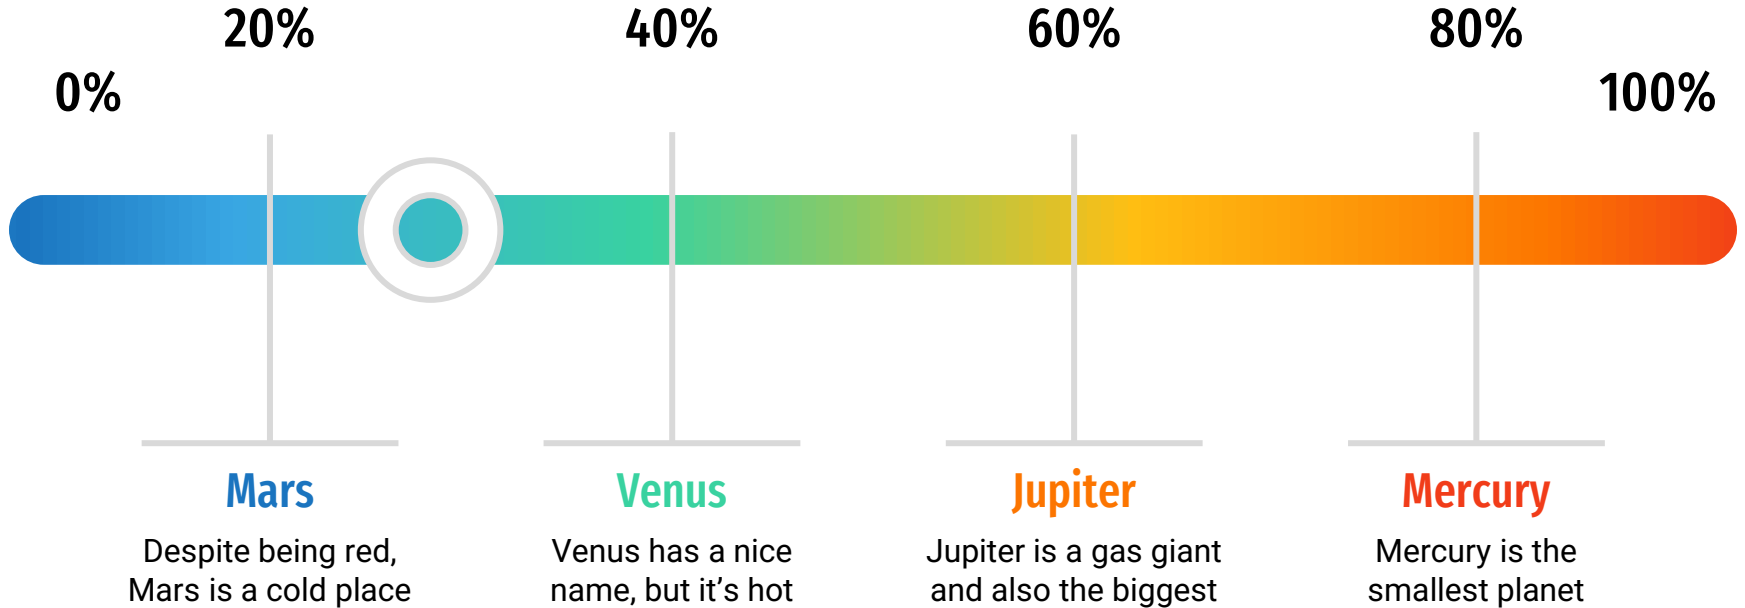 0%
20%
40%
60%
80%
100%
Mars
Despite being red,
Mars is a cold place
Venus
Venus has a nice
name, but it’s hot
Jupiter
Jupiter is a gas giant
and also the biggest
Mercury
Mercury is the
smallest planet